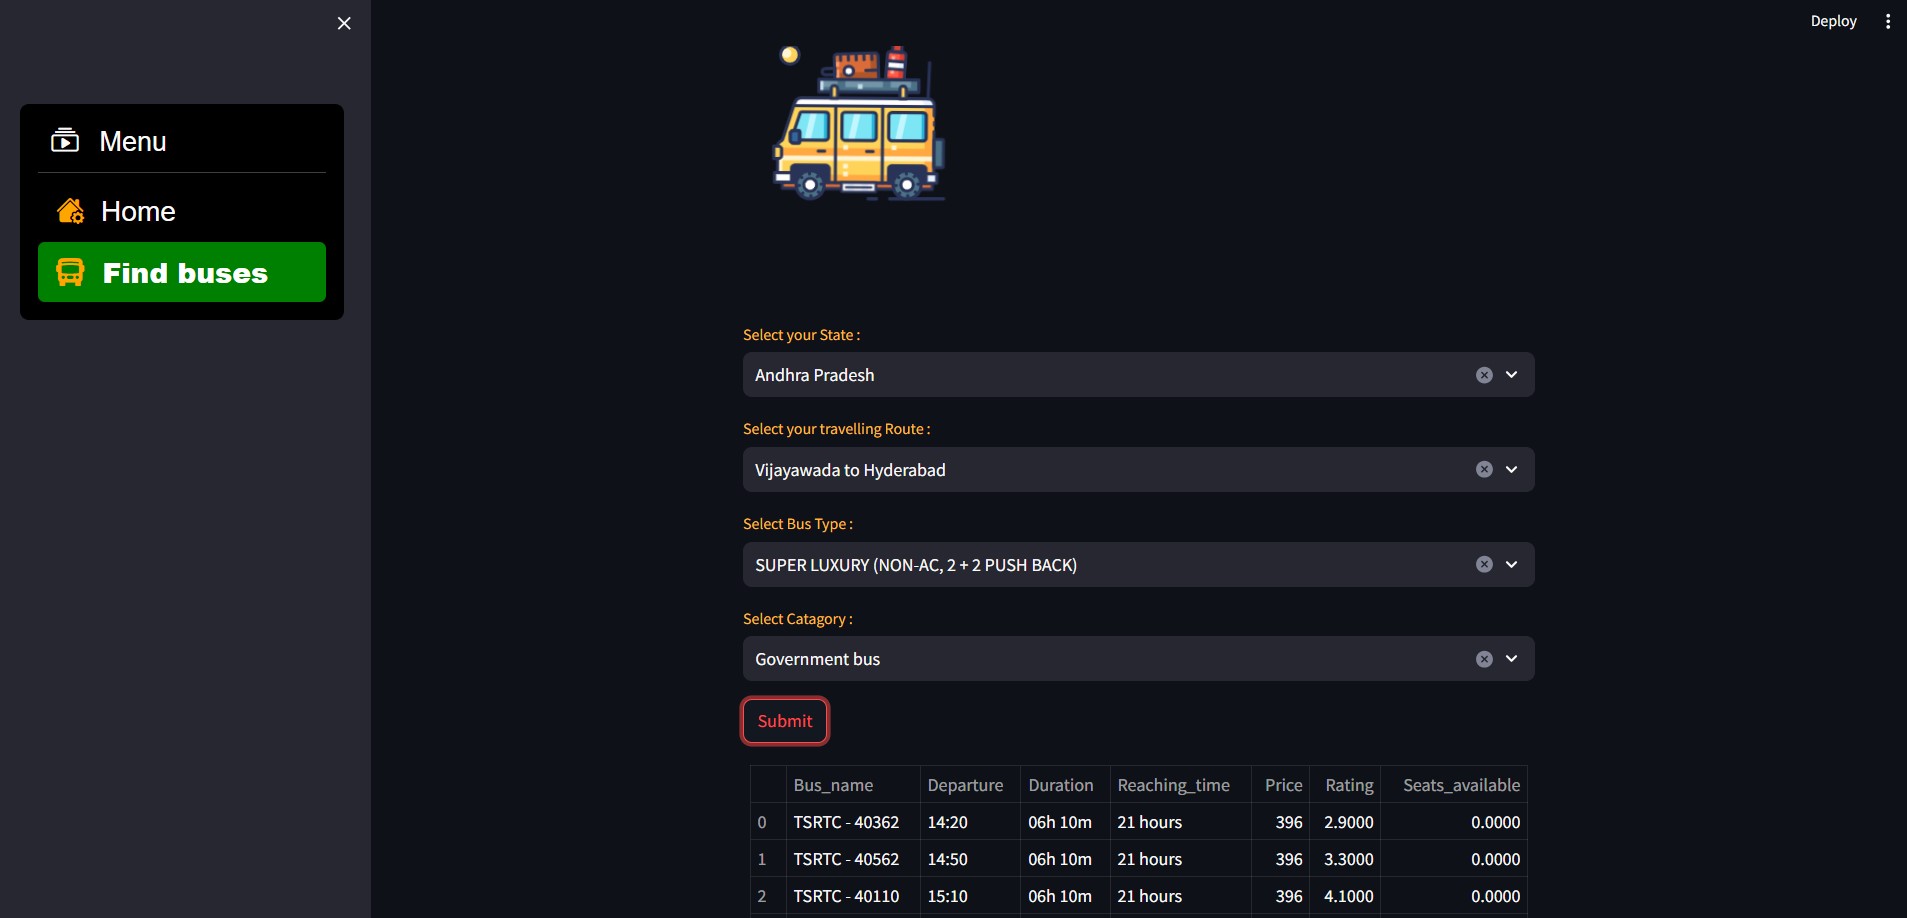 Deploy
Menu
Home
Find buses
Select your State :
Andhra Pradesh
Select your travelling Route :
Vijayawada to Hyderabad
Select Bus Type :
SUPER LUXURY (NON-AC, 2 + 2 PUSH BACK)
Select Catagory :
Government bus
Submit
Bus_name Departure Duration Reaching_time Price Rating Seats_available
0 TSRTC - 40362 14:20 06h 10m 21 hours 396 2.9000 0.0000
1 TSRTC - 40562 14:50 06h 10m 21 hours 396 3.3000 0.0000
2 TSRTC - 40110 15:10 06h 10m 21 hours 396 4.1000 0.0000